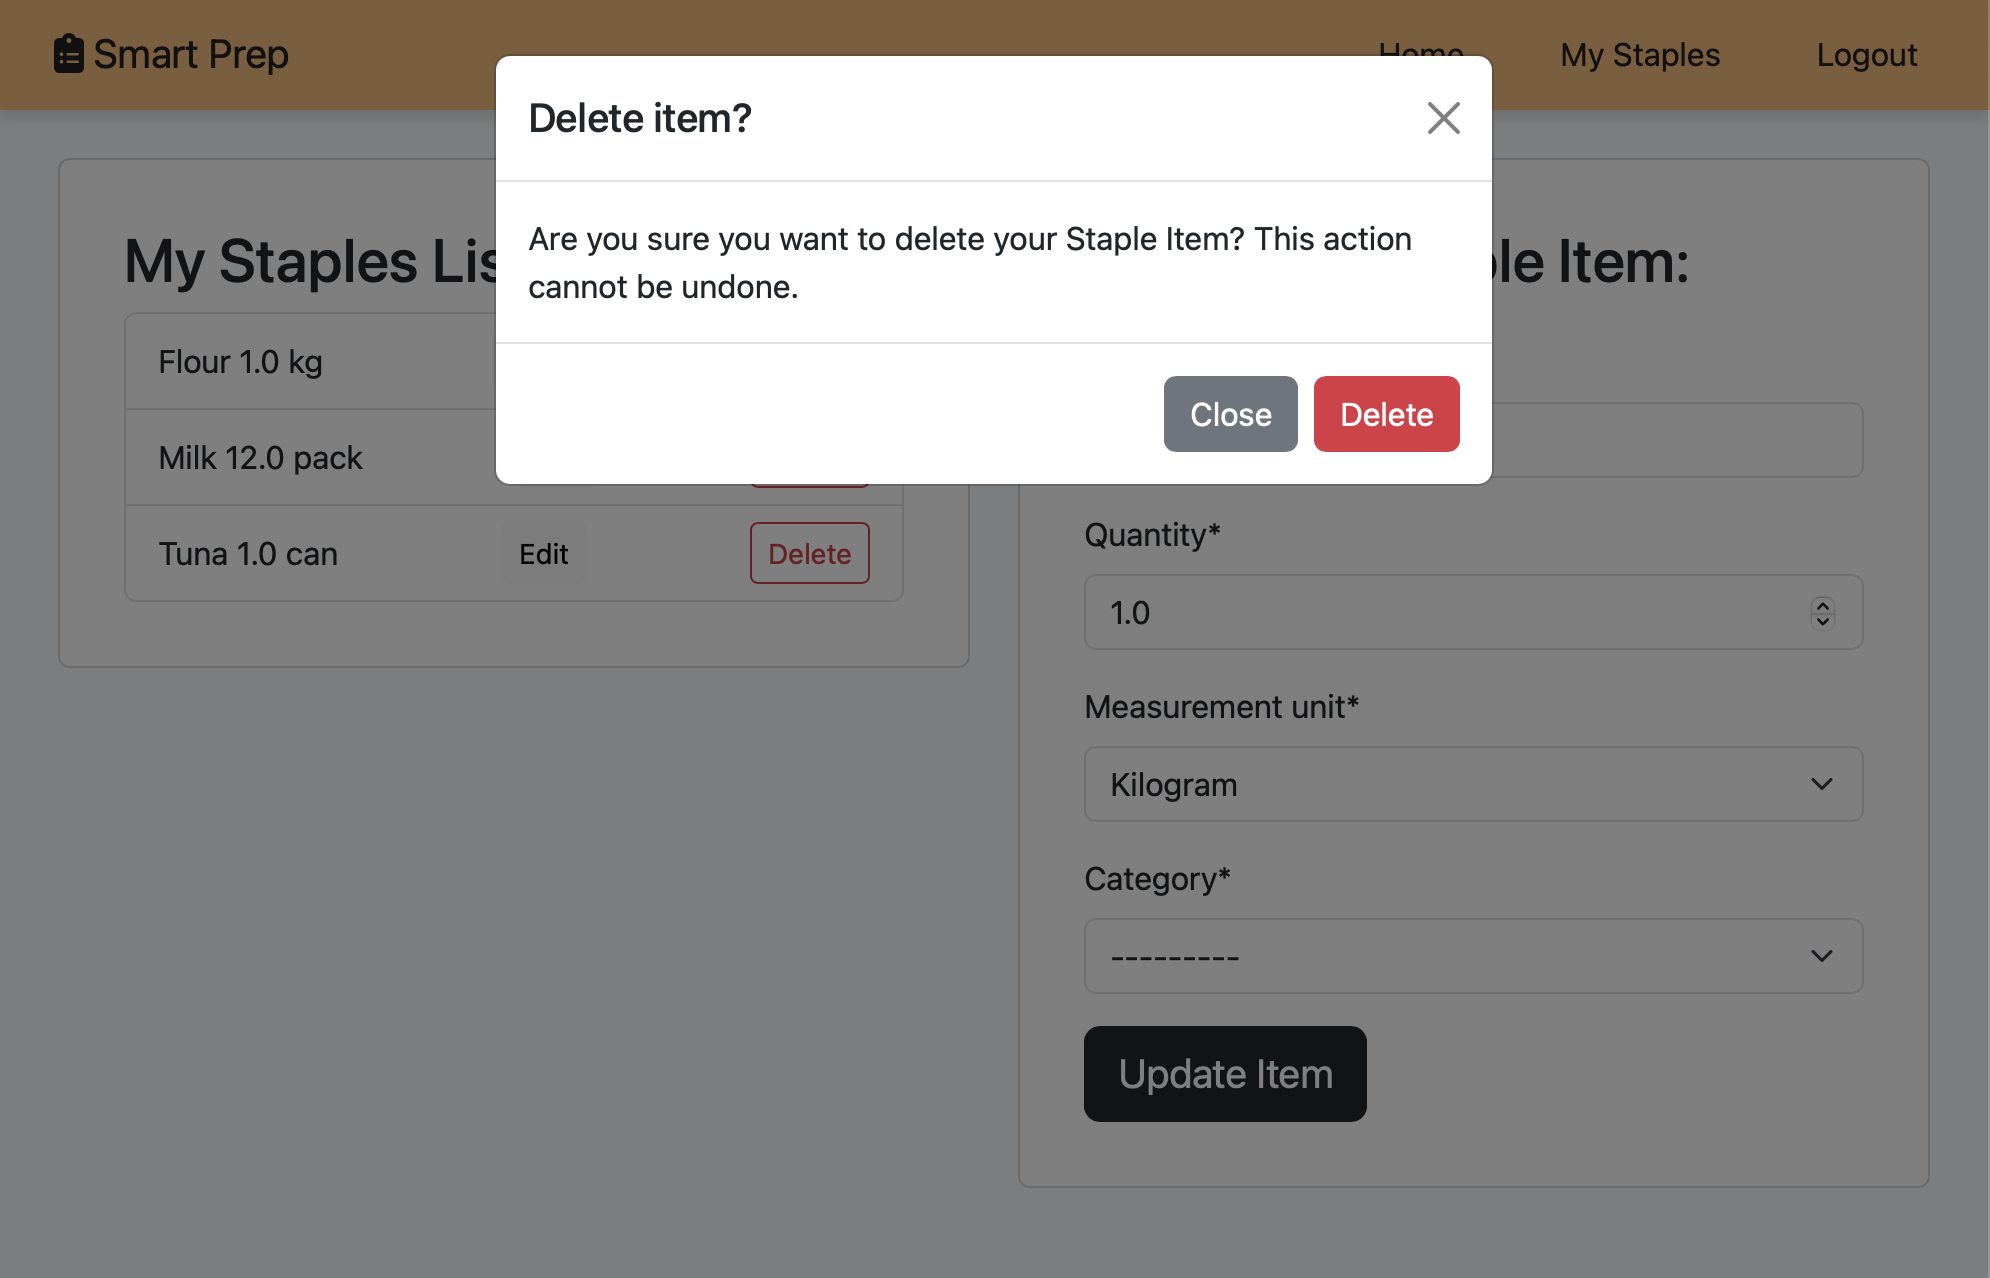 Smart Prep
Home
My Staples
Logout
Delete item?
Are you sure you want to delete your Staple Item? This action
cannot be undone.
Close
Delete
My Staples Lis
Flour 1.0 kg
Milk 12.0 pack
Tuna 1.0 can
Edit
Delete
Item:
Quantity*
1.0
Measurement unit*
Kilogram
Category*
---------
Update Item